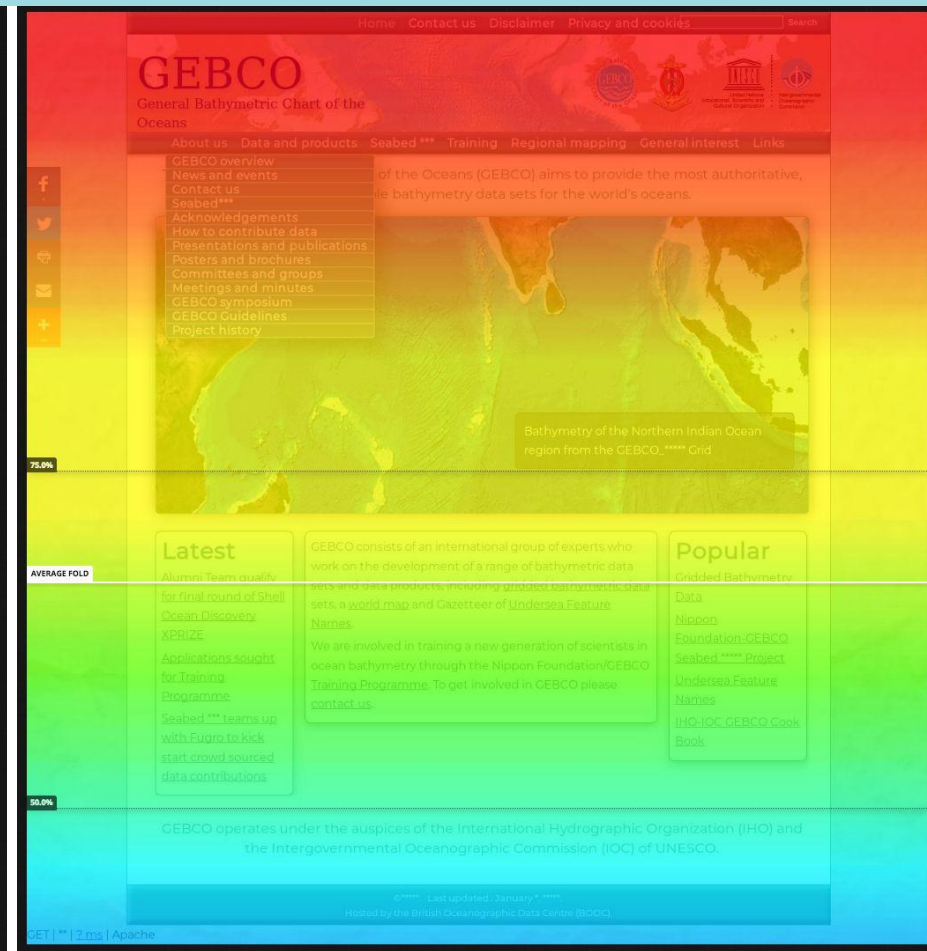 Home Contact us Disclaimer Privacy and cookies Search
GEBCO
General Bathymetric Chart of the
Oceans
GEBCO
UNESCO
United Nations
Educational, Scientific and
Cultural Organization
Intergovernmental
Oceanographic
Commission
About us Data and products Seabed *** Training Regional mapping General interest Links
GEBCO overview
News and events
Contact us
Seabed***
Acknowledgements
How to contribute data
Presentations and publications
Posters and brochures
Committees and groups
Meetings and minutes
GEBCO symposium
GEBCO Guidelines
Project history
of the Oceans (GEBCO) aims to provide the most authoritative,
bathymetry data sets for the world's oceans.
Bathymetry of the Northern Indian Ocean
region from the GEBCO_***** Grid
75.0%
AVERAGE FOLD
Latest
Alumni Team qualify
for final round of Shell
Ocean Discovery
XPRIZE
Applications sought
for Training
Programme
Seabed *** teams up
with Fugro to kick
start crowd sourced
data contributions
GEBCO consists of an international group of experts who
work on the development of a range of bathymetric data
sets and data products, including gridded bathymetric data
sets, a world map and Gazetteer of Undersea Feature
Names.
We are involved in training a new generation of scientists in
ocean bathymetry through the Nippon Foundation/GEBCO
Training Programme. To get involved in GEBCO please
contact us.
Popular
Gridded Bathymetry
Data
Nippon
Foundation-GEBCO
Seabed ***** Project
Undersea Feature
Names
IHO-IOC GEBCO Cook
Book
50.0%
GEBCO operates under the auspices of the International Hydrographic Organization (IHO) and
the Intergovernmental Oceanographic Commission (IOC) of UNESCO.
©***** Last updated: January * *****
Hosted by the British Oceanographic Data Centre (BODC)
GET | ** | ? ms | Apache